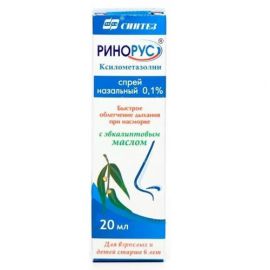 СИНТЕЗ
РИНОРУС®
Ксилометазолин
спрей
назальный 0,1%
Быстрое
облегчение дыхания
при насморке
с эвкалиптовым
маслом
20 мл
Для взрослых и
детей старше 6 лет